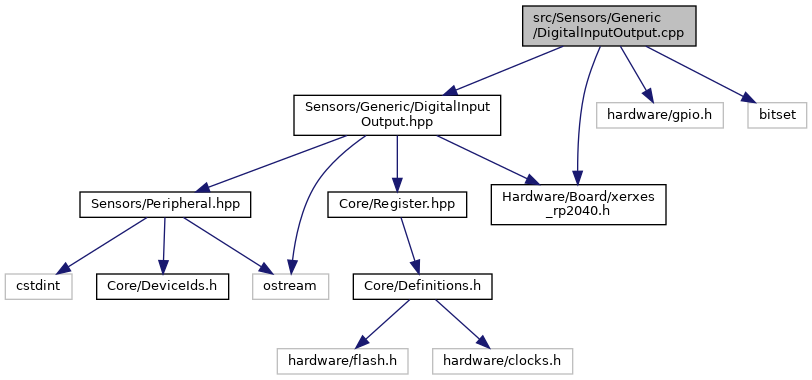 src/Sensors/Generic
/DigitalInputOutput.cpp
Sensors/Generic/DigitalInput
Output.hpp
hardware/gpio.h
bitset
Sensors/Peripheral.hpp
Core/Register.hpp
Hardware/Board/xerxes
_rp2040.h
cstdint
Core/DeviceIds.h
ostream
Core/Definitions.h
hardware/flash.h
hardware/clocks.h